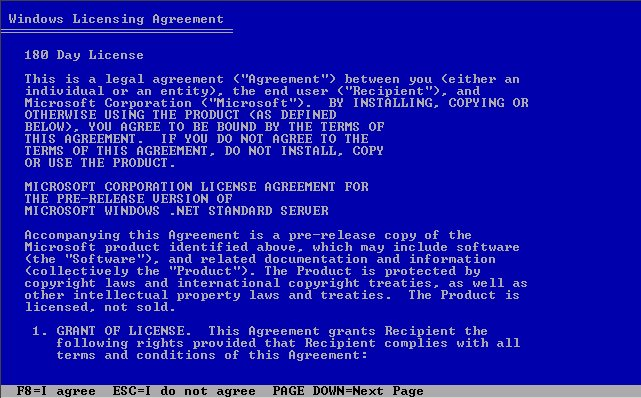 Windows Licensing Agreement
180 Day License
This is a legal agreement ("Agreement") between you (either an
individual or an entity), the end user ("Recipient"), and
Microsoft Corporation ("Microsoft").  BY INSTALLING, COPYING OR
OTHERWISE USING THE PRODUCT (AS DEFINED
BELOW), YOU AGREE TO BE BOUND BY THE TERMS OF
THIS AGREEMENT.  IF YOU DO NOT AGREE TO THE
TERMS OF THIS AGREEMENT, DO NOT INSTALL, COPY
OR USE THE PRODUCT.
MICROSOFT CORPORATION LICENSE AGREEMENT FOR
THE PRE-RELEASE VERSION OF
MICROSOFT WINDOWS .NET STANDARD SERVER
Accompanying this Agreement is a pre-release copy of the
Microsoft product identified above, which may include software
(the "Software"), and related documentation and information
(collectively the "Product"). The Product is protected by
copyright laws and international copyright treaties, as well as
other intellectual property laws and treaties.  The Product is
licensed, not sold.
1. GRANT OF LICENSE.  This Agreement grants Recipient the
following rights provided that Recipient complies with all
terms and conditions of this Agreement:
F8=I agree  ESC=I do not agree  PAGE DOWN=Next Page